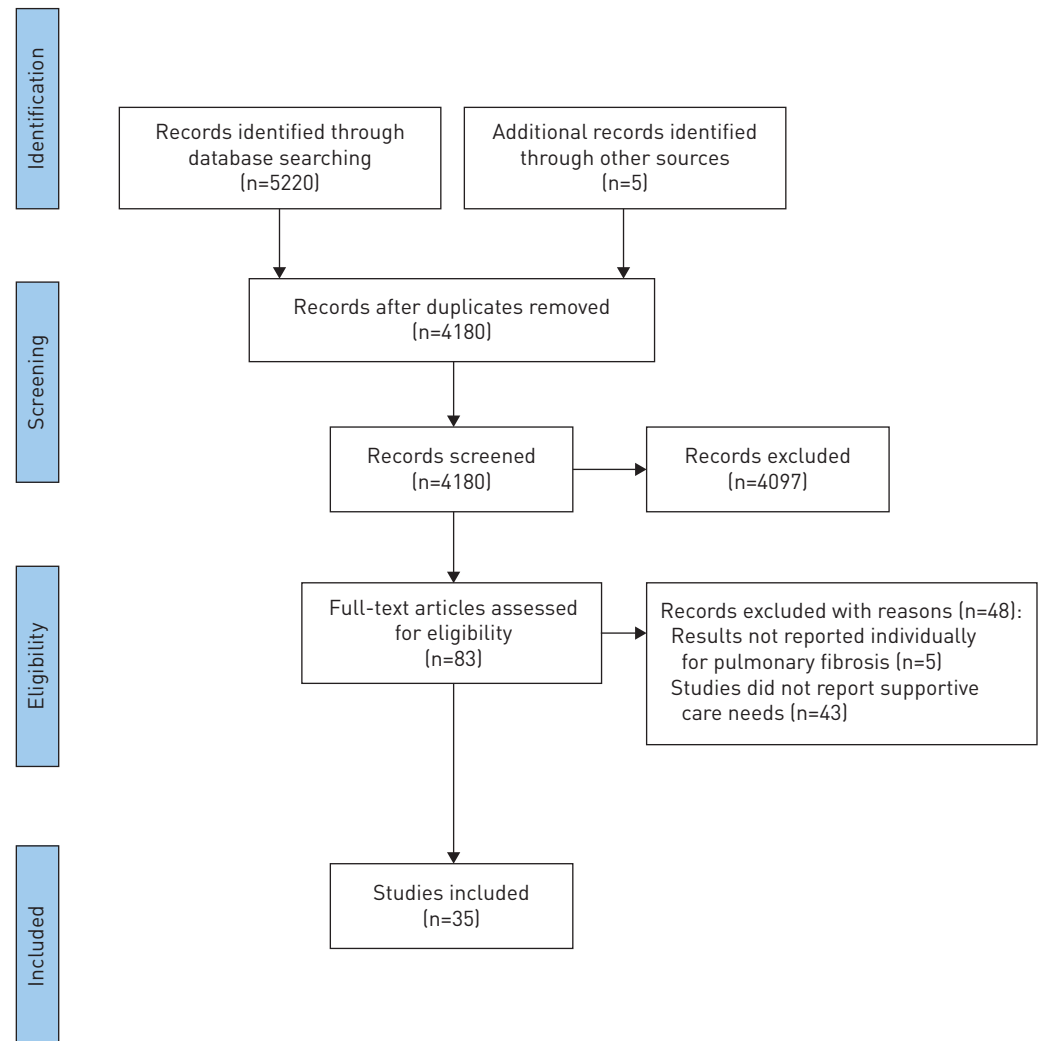 Identification
Records identified through
database searching
(n=5220)
Additional records identified
through other sources
(n=5)
Screening
Records after duplicates removed
(n=4180)
Records screened
(n=4180)
Records excluded
(n=4097)
Eligibility
Full-text articles assessed
for eligibility
(n=83)
Records excluded with reasons (n=48):
Results not reported individually
for pulmonary fibrosis (n=5)
Studies did not report supportive
care needs (n=43)
Included
Studies included
(n=35)